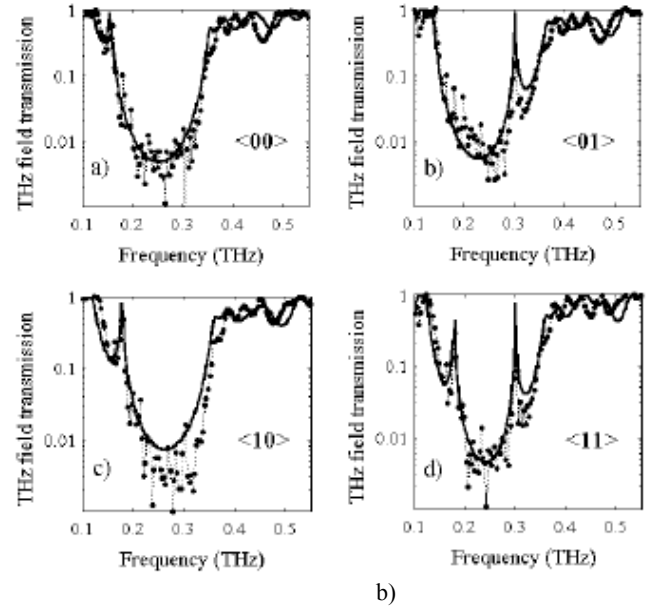 THz field transmission
1
0.1
0.01
a)
<00>
0.1 0.2 0.3 0.4 0.5
Frequency (THz)
THz field transmission
1
0.1
0.01
b)
<01>
0.1 0.2 0.3 0.4 0.5
Frequency (THz)
THz field transmission
1
0.1
0.01
c)
<10>
0.1 0.2 0.3 0.4 0.5
Frequency (THz)
THz field transmission
1
0.1
0.01
d)
<11>
0.1 0.2 0.3 0.4 0.5
Frequency (THz)
b)